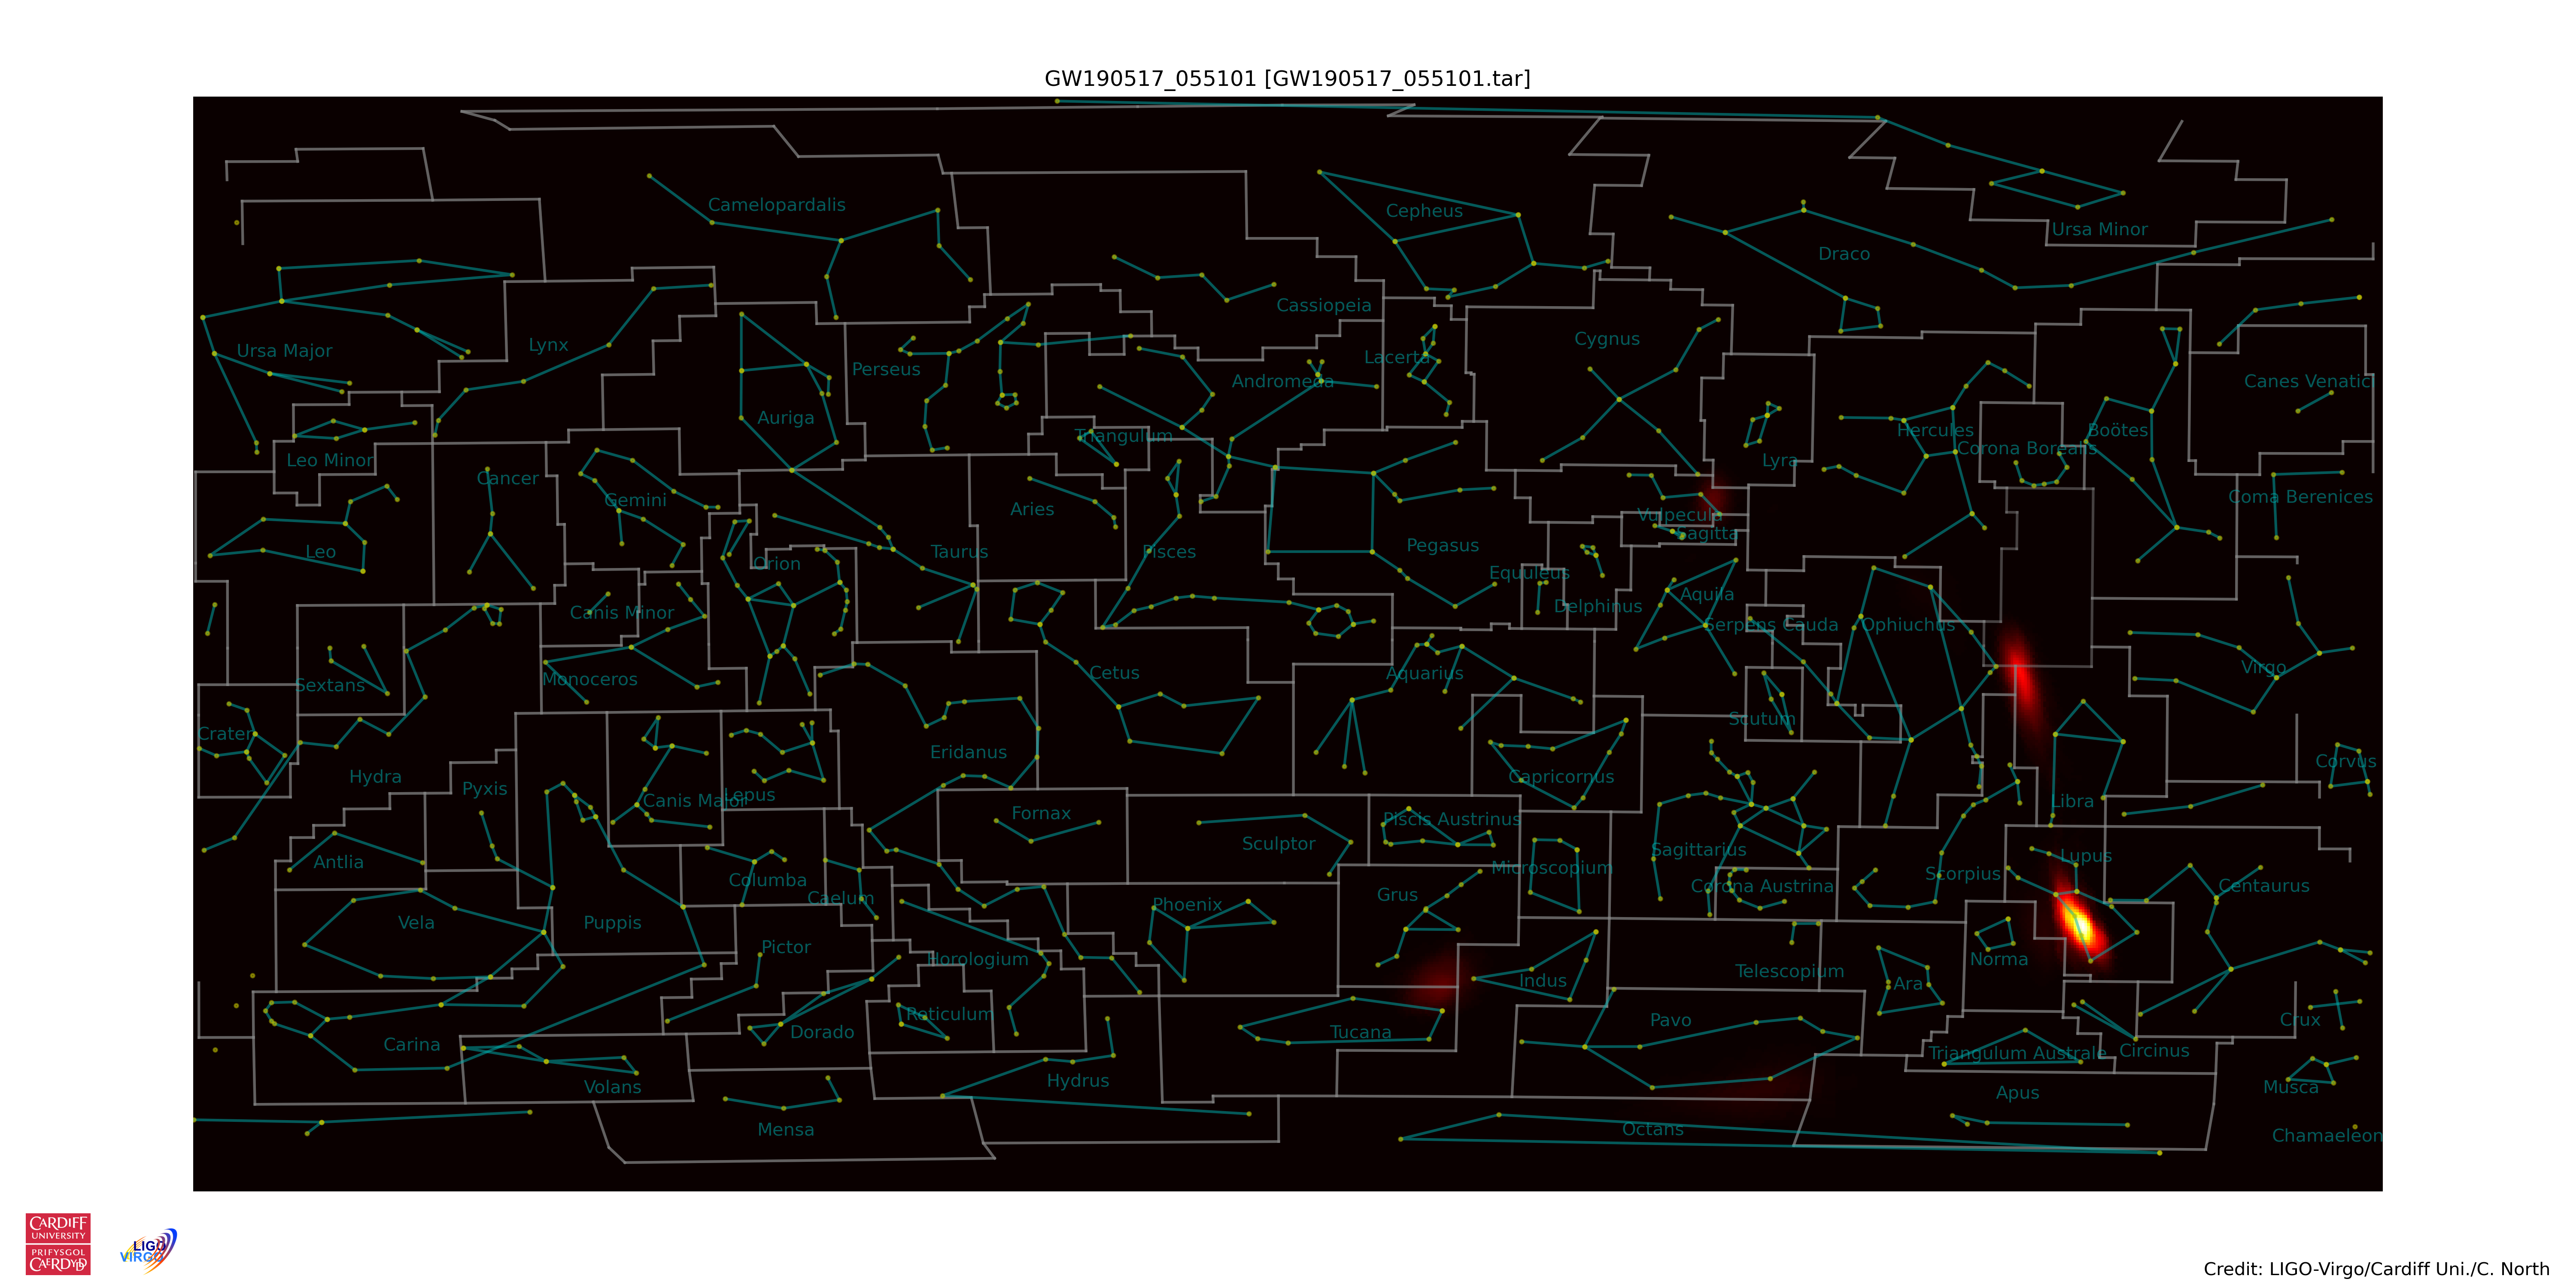 GW190517_055101 [GW190517_055101.tar]
Camelopardalis
Cepheus
Ursa Minor
Draco
Cassiopeia
Ursa Major
Lynx
Perseus
Andromeda
Lacerta
Cygnus
Canes Venatici
Auriga
Triangulum
Hercules
Boötes
Corona Borealis
Leo Minor
Lyra
Cancer
Gemini
Coma Berenices
Aries
Vulpecula
Sagitta
Leo
Orion
Taurus
Pisces
Pegasus
Equuleus
Canis Minor
Delphinus
Aquila
Serpens Cauda
Ophiuchus
Sextans
Monoceros
Cetus
Aquarius
Virgo
Crater
Scutum
Hydra
Eridanus
Capricornus
Corvus
Pyxis
Canis Major
Lepus
Fornax
Libra
Piscis Austrinus
Antlia
Sculptor
Sagittarius
Lupus
Microscopium
Columba
Caelum
Grus
Corona Austrina
Scorpius
Centaurus
Vela
Puppis
Phoenix
Pictor
Horologium
Indus
Telescopium
Norma
Ara
Reticulum
Carina
Dorado
Tucana
Pavo
Crux
Triangulum Australe
Circinus
Volans
Hydrus
Apus
Musca
Mensa
Octans
Chamaeleon
CARDIFF
UNIVERSITY
PRIFYSGOL
CAERDYDD
LIGO
VIRGO
Credit: LIGO-Virgo/Cardiff Uni./C. North